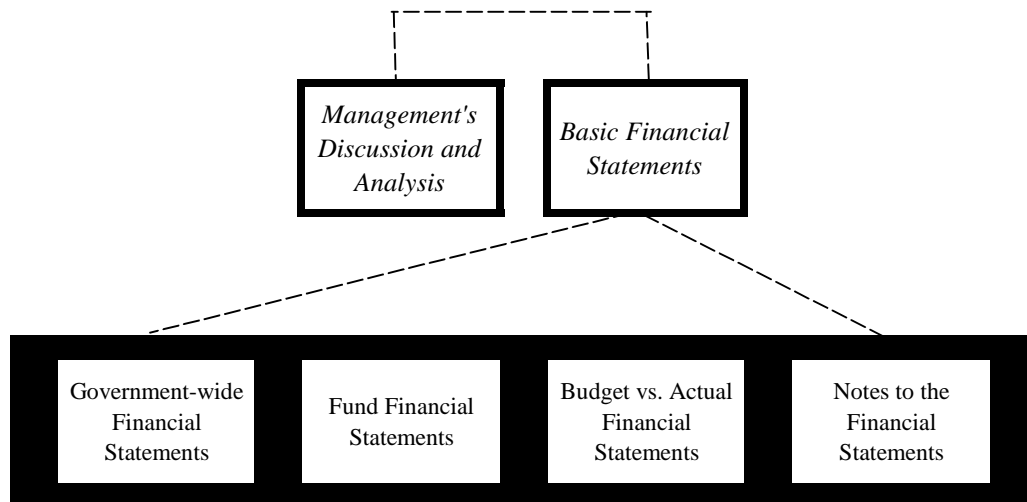 Management's
Discussion and
Analysis
Basic Financial
Statements
Government-wide
Financial
Statements
Fund Financial
Statements
Budget vs. Actual
Financial
Statements
Notes to the
Financial
Statements